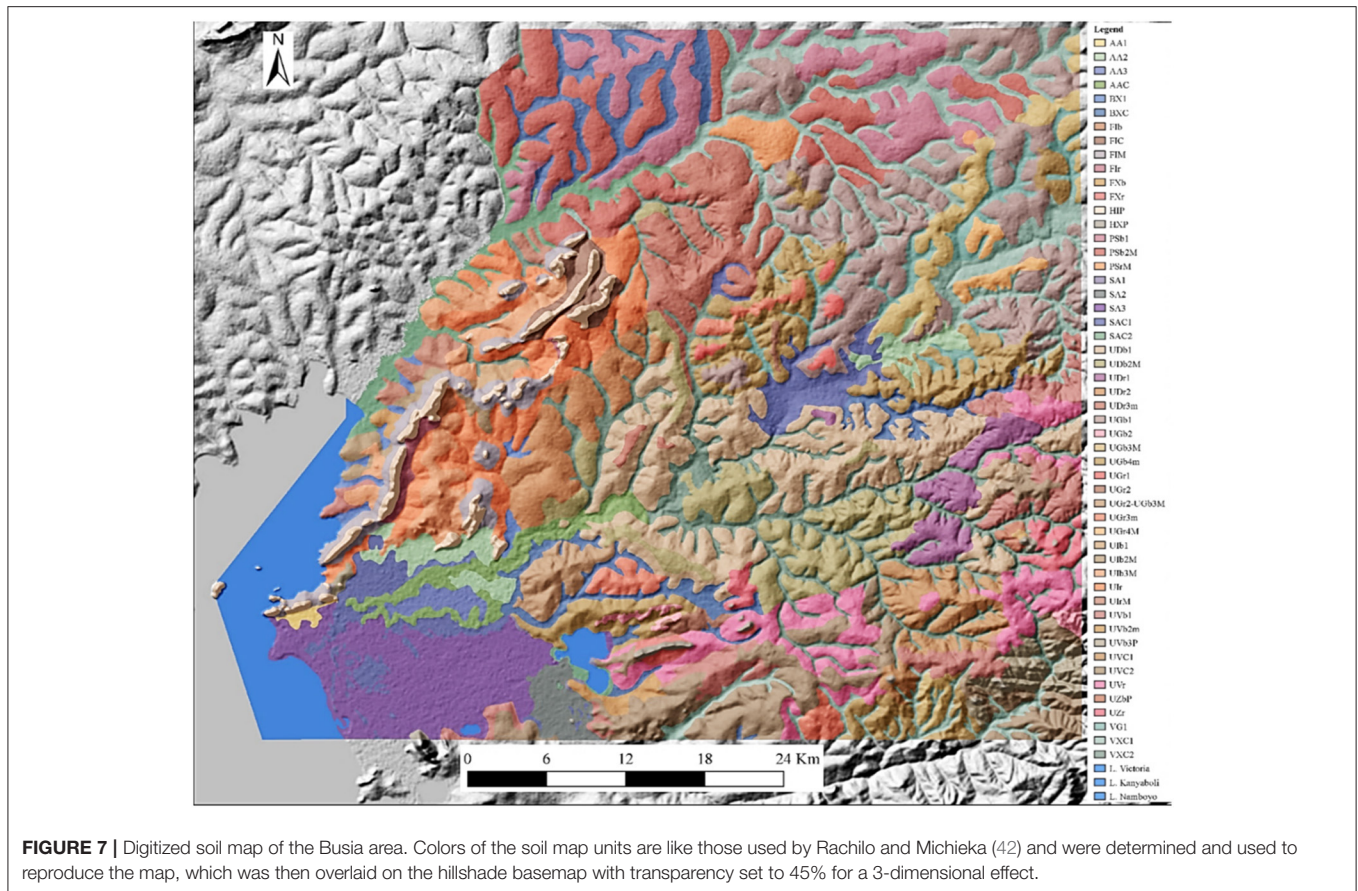 N
Legend
AA1
AA2
AA3
AAC
BX1
BXC
FIb
FIC
FIM
FIr
FXb
FXr
HIP
HXP
PSb1
PSb2M
PSrM
SA1
SA2
SA3
SAC1
SAC2
UDb1
UDb2M
UDr1
UDr2
UDr3m
UGb1
UGb2
UGb3M
UGb4m
UGr1
UGr2
UGr2-UGb3M
UGr3m
UGr4M
UIb1
UIb2M
UIb3M
UIr
UIrM
UVb1
UVb2m
UVb3P
UVC1
UVC2
UVr
UZbP
UZr
VG1
VXC1
VXC2
L. Victoria
L. Kanyaboli
L. Namboyo
0 6 12 18 24 Km
FIGURE 7 | Digitized soil map of the Busia area. Colors of the soil map units are like those used by Rachilo and Michieka (42) and were determined and used to
reproduce the map, which was then overlaid on the hillshade basemap with transparency set to 45% for a 3-dimensional effect.